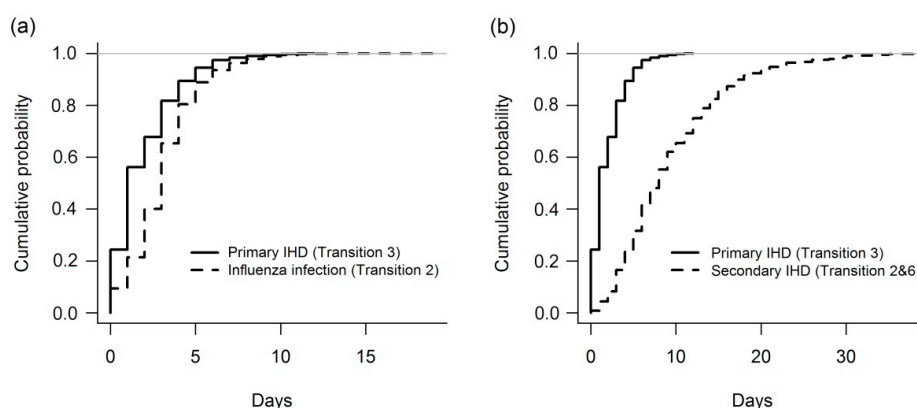 (a)
Cumulative probability
1.0
0.8
0.6
0.4
0.2
0.0
Primary IHD (Transition 3)
Influenza infection (Transition 2)
0 5 10 15
Days
(b)
Cumulative probability
1.0
0.8
0.6
0.4
0.2
0.0
Primary IHD (Transition 3)
Secondary IHD (Transition 2&6
0 10 20 30
Days